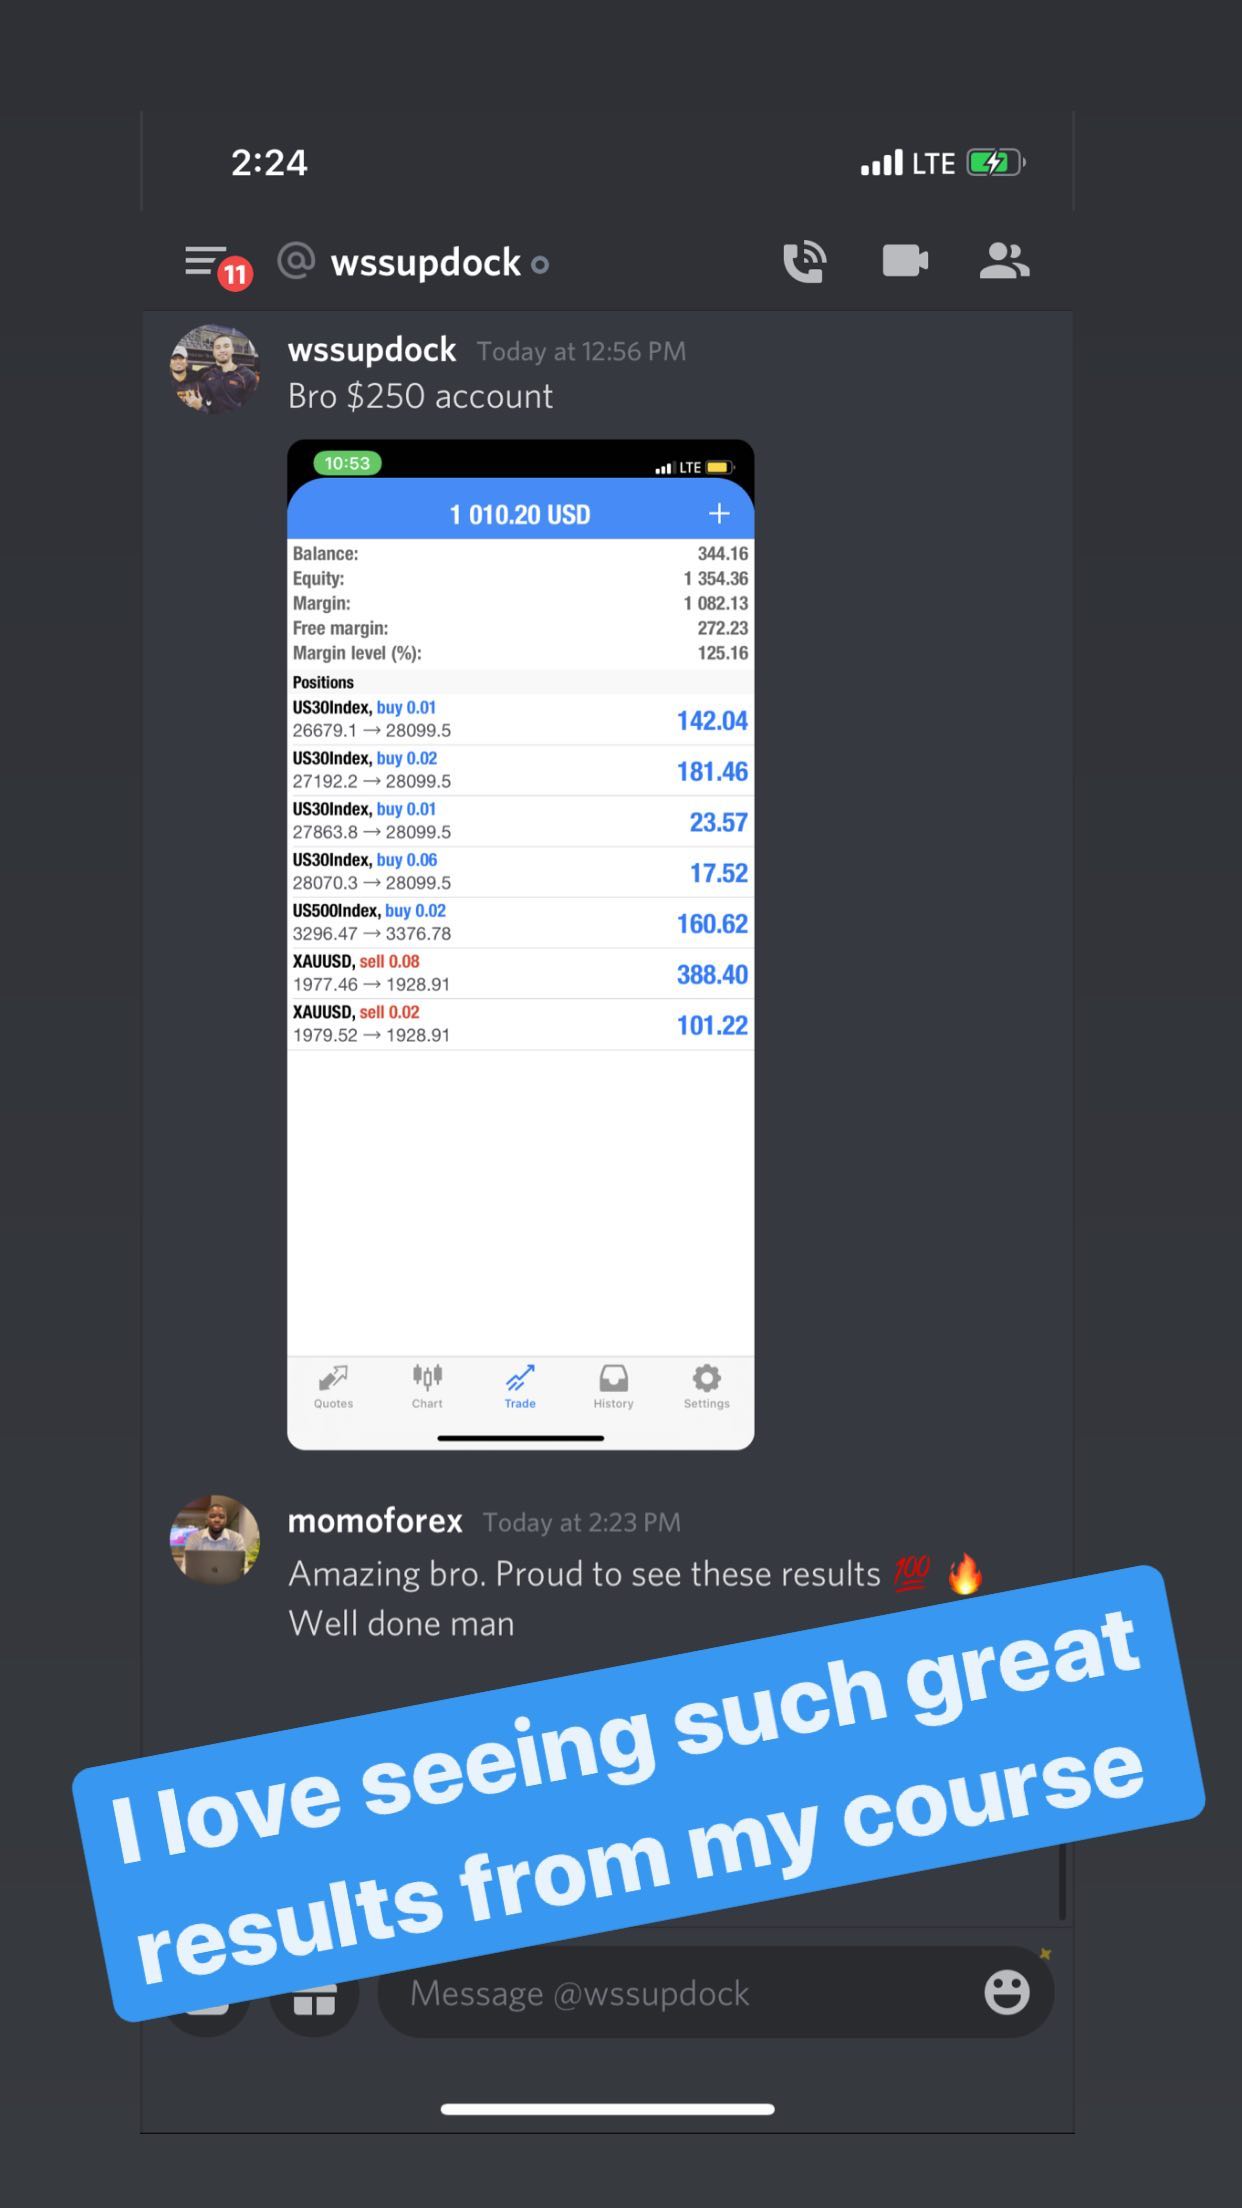 2:24 LTE
11 @ wssupdock
wssupdock Today at 12:56 PM
Bro $250 account
10:53 LTE
1 010.20 USD +
Balance: 344.16
Equity: 1 354.36
Margin: 1 082.13
Free margin: 272.23
Margin level (%): 125.16
Positions
US30Index, buy 0.01
26679.1 → 28099.5 142.04
US30Index, buy 0.02
27192.2 → 28099.5 181.46
US30Index, buy 0.01
27863.8 → 28099.5 23.57
US30Index, buy 0.06
28070.3 → 28099.5 17.52
US500Index, buy 0.02
3296.47 → 3376.78 160.62
XAUUSD, sell 0.08
1977.46 → 1928.91 388.40
XAUUSD, sell 0.02
1979.52 → 1928.91 101.22
Quotes Chart Trade History Settings
momoforex Today at 2:23 PM
Amazing bro. Proud to see these results 💯 🔥
Well done man
I love seeing such great
results from my course
Message @wssupdock